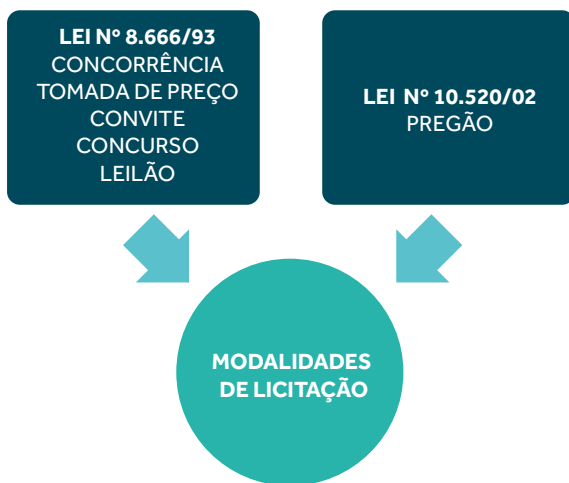 LEI Nº 8.666/93
CONCORRÊNCIA
TOMADA DE PREÇO
CONVITE
CONCURSO
LEILÃO
LEI Nº 10.520/02
PREGÃO
MODALIDADES
DE LICITAÇÃO